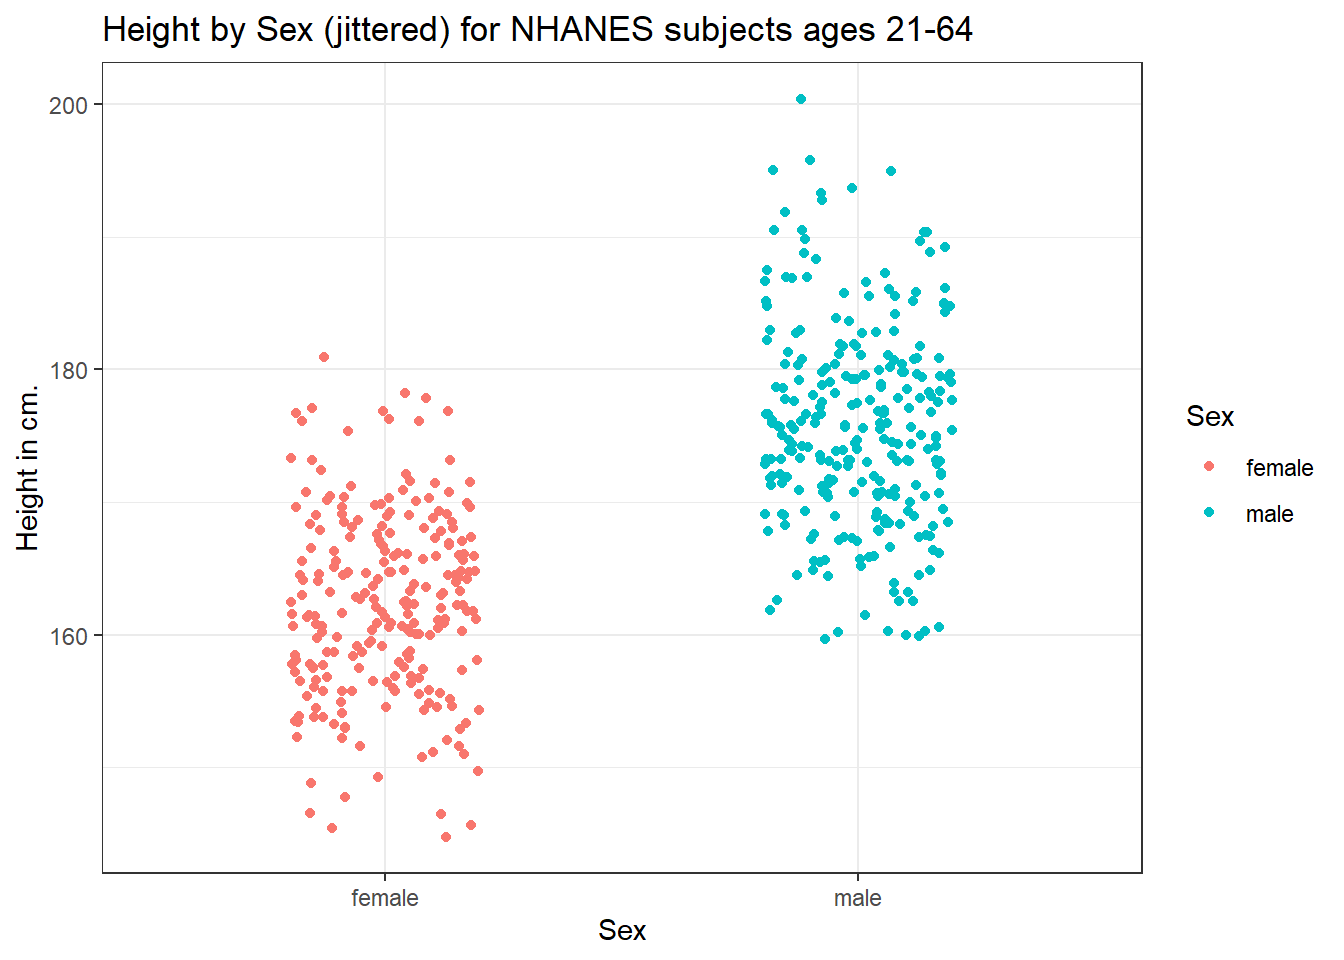 Height by Sex (jittered) for NHANES subjects ages 21-64
200
180
160
Height in cm.
female
male
Sex
Sex
female
male